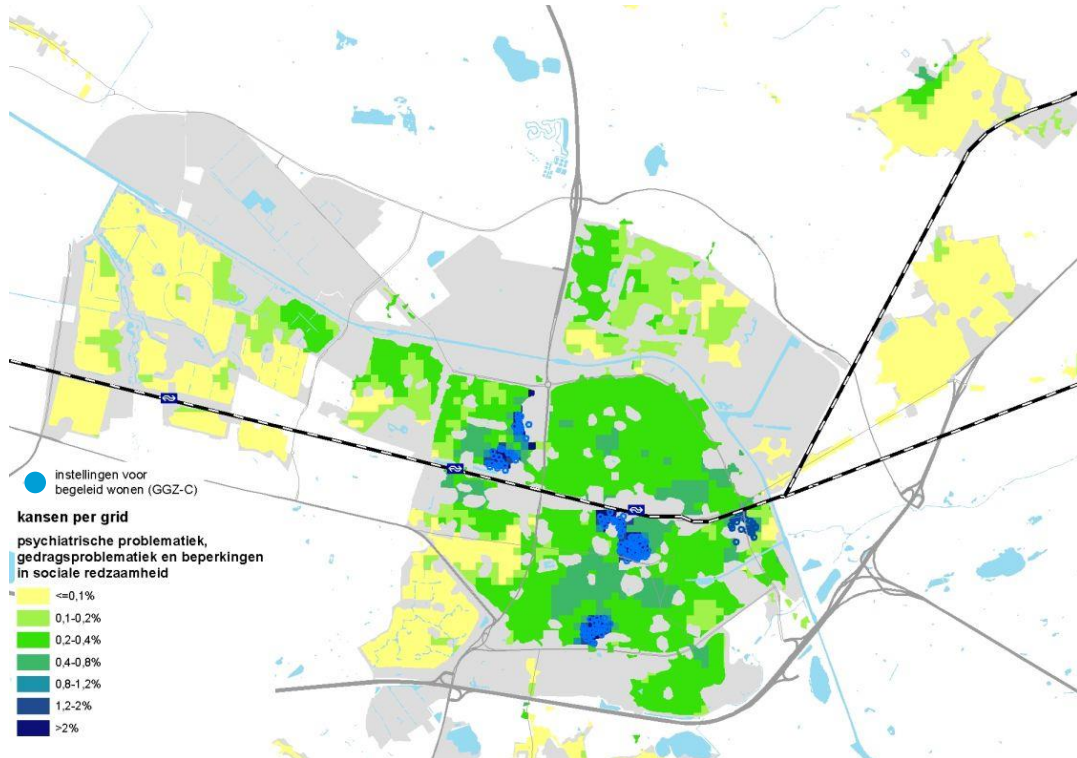 instellingen voor
begeleid wonen (GGZ-C)
kansen per grid
psychiatrische problematiek,
gedragsproblematiek en beperkingen
in sociale redzaamheid
<=0,1%
0,1-0,2%
0,2-0,4%
0,4-0,8%
0,8-1,2%
1,2-2%
>2%